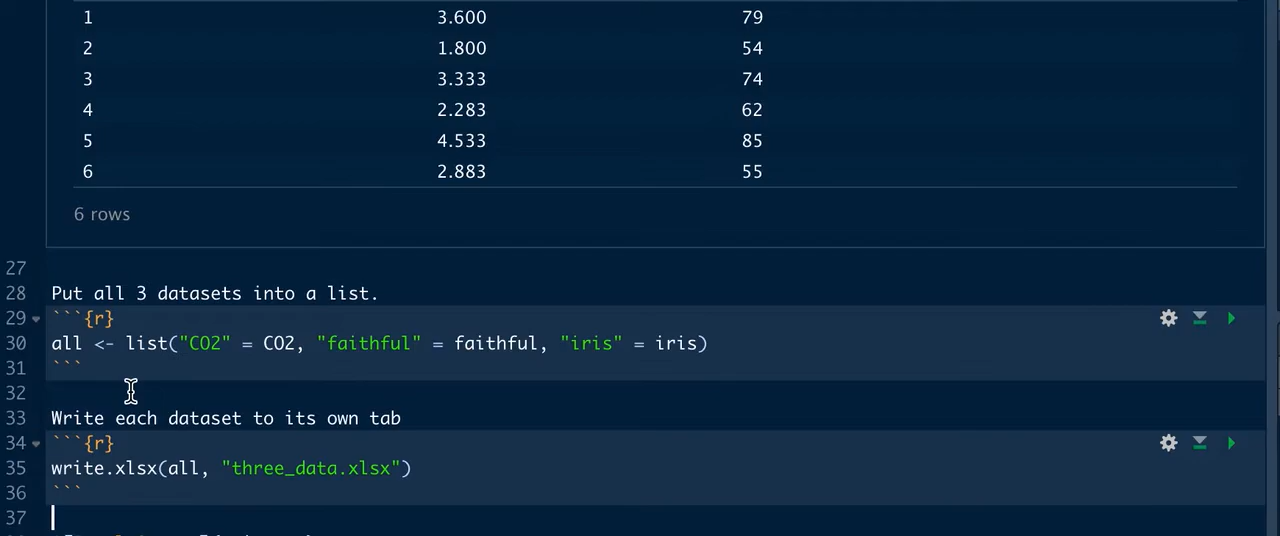 1 3.600 79
2 1.800 54
3 3.333 74
4 2.283 62
5 4.533 85
6 2.883 55
6 rows
27
28 Put all 3 datasets into a list.
29 ```{r}
30 all <- list("CO2" = CO2, "faithful" = faithful, "iris" = iris)
31 ```
32
33 Write each dataset to its own tab
34 ```{r}
35 write.xlsx(all, "three_data.xlsx")
36 ```
37